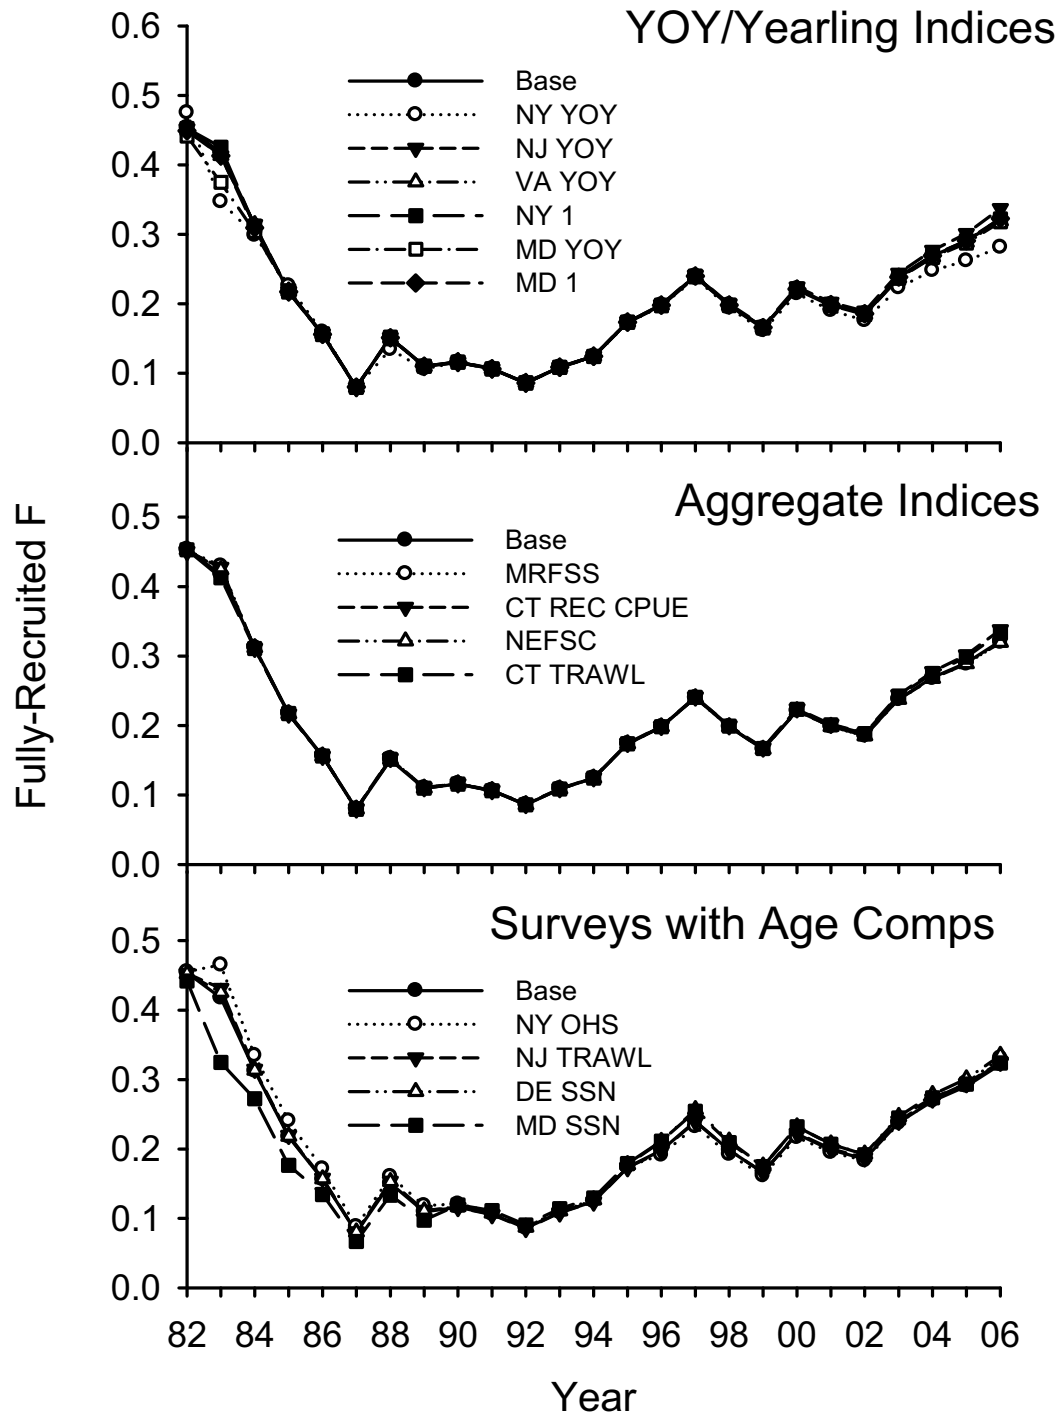 YOY/Yearling Indices
0.6
0.5
0.4
0.3
0.2
0.1
0.0
Base
NY YOY
NJ YOY
VA YOY
NY 1
MD YOY
MD 1
Aggregate Indices
0.5
0.4
0.3
0.2
0.1
0.0
Base
MRFSS
CT REC CPUE
NEFSC
CT TRAWL
Fully-Recruited F
Surveys with Age Comps
0.5
0.4
0.3
0.2
0.1
0.0
Base
NY OHS
NJ TRAWL
DE SSN
MD SSN
82 84 86 88 90 92 94 96 98 00 02 04 06
Year